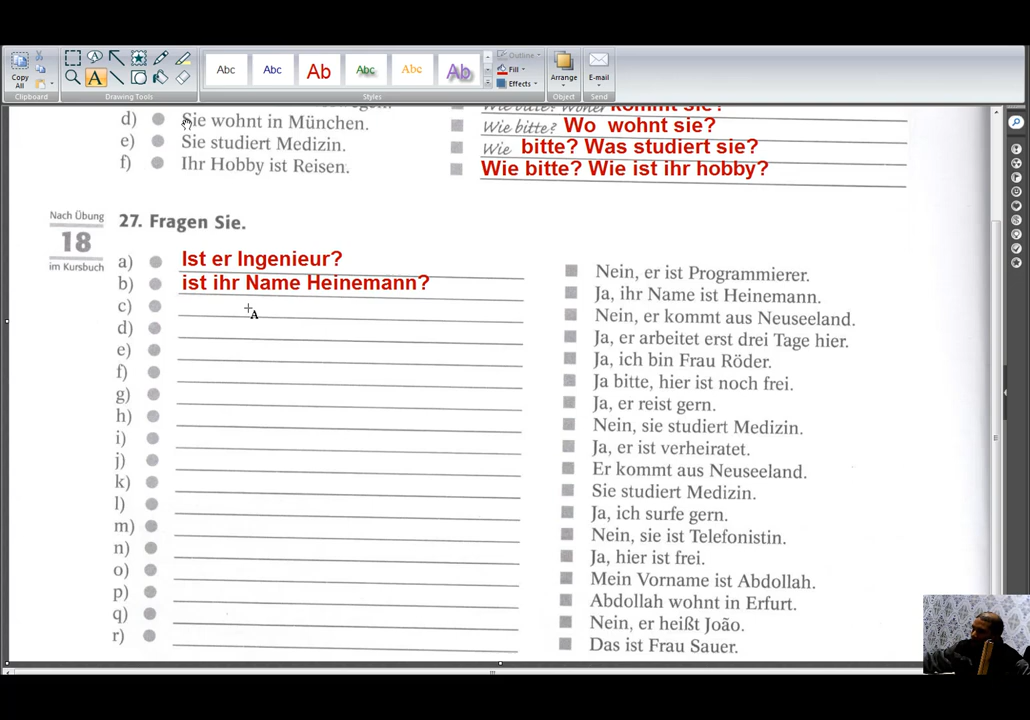 Copy
All
Clipboard
Drawing Tools
Abc Abc Ab Abc Abc Ab
Styles
Outline
Fill
Effects
Arrange
Object
E-mail
Send
kommt sie?
d) Sie wohnt in München. Wie bitte? Wo wohnt sie?
e) Sie studiert Medizin. Wie bitte? Was studiert sie?
f) Ihr Hobby ist Reisen. Wie bitte? Wie ist ihr hobby?
Nach Übung
18
im Kursbuch
27. Fragen Sie.
a) Ist er Ingenieur? Nein, er ist Programmierer.
b) ist ihr Name Heinemann? Ja, ihr Name ist Heinemann.
c) Nein, er kommt aus Neuseeland.
d) Ja, er arbeitet erst drei Tage hier.
e) Ja, ich bin Frau Röder.
f) Ja bitte, hier ist noch frei.
g) Ja, er reist gern.
h) Nein, sie studiert Medizin.
i) Ja, er ist verheiratet.
j) Er kommt aus Neuseeland.
k) Sie studiert Medizin.
l) Ja, ich surfe gern.
m) Nein, sie ist Telefonistin.
n) Ja, hier ist frei.
o) Mein Vorname ist Abdollah.
p) Abdollah wohnt in Erfurt.
q) Nein, er heißt João.
r) Das ist Frau Sauer.